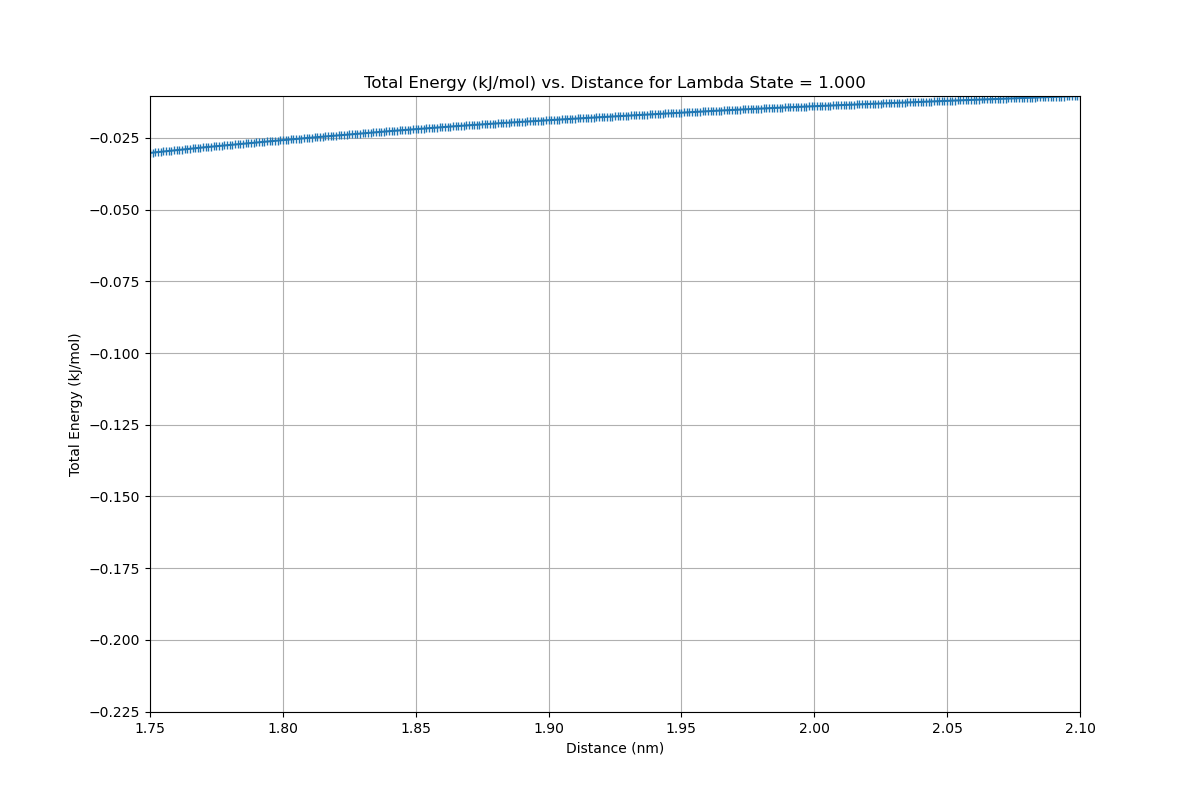 Total Energy (kJ/mol) vs. Distance for Lambda State = 1.000
Total Energy (kJ/mol)
−0.025
−0.050
−0.075
−0.100
−0.125
−0.150
−0.175
−0.200
−0.225
1.75 1.80 1.85 1.90 1.95 2.00 2.05 2.10
Distance (nm)